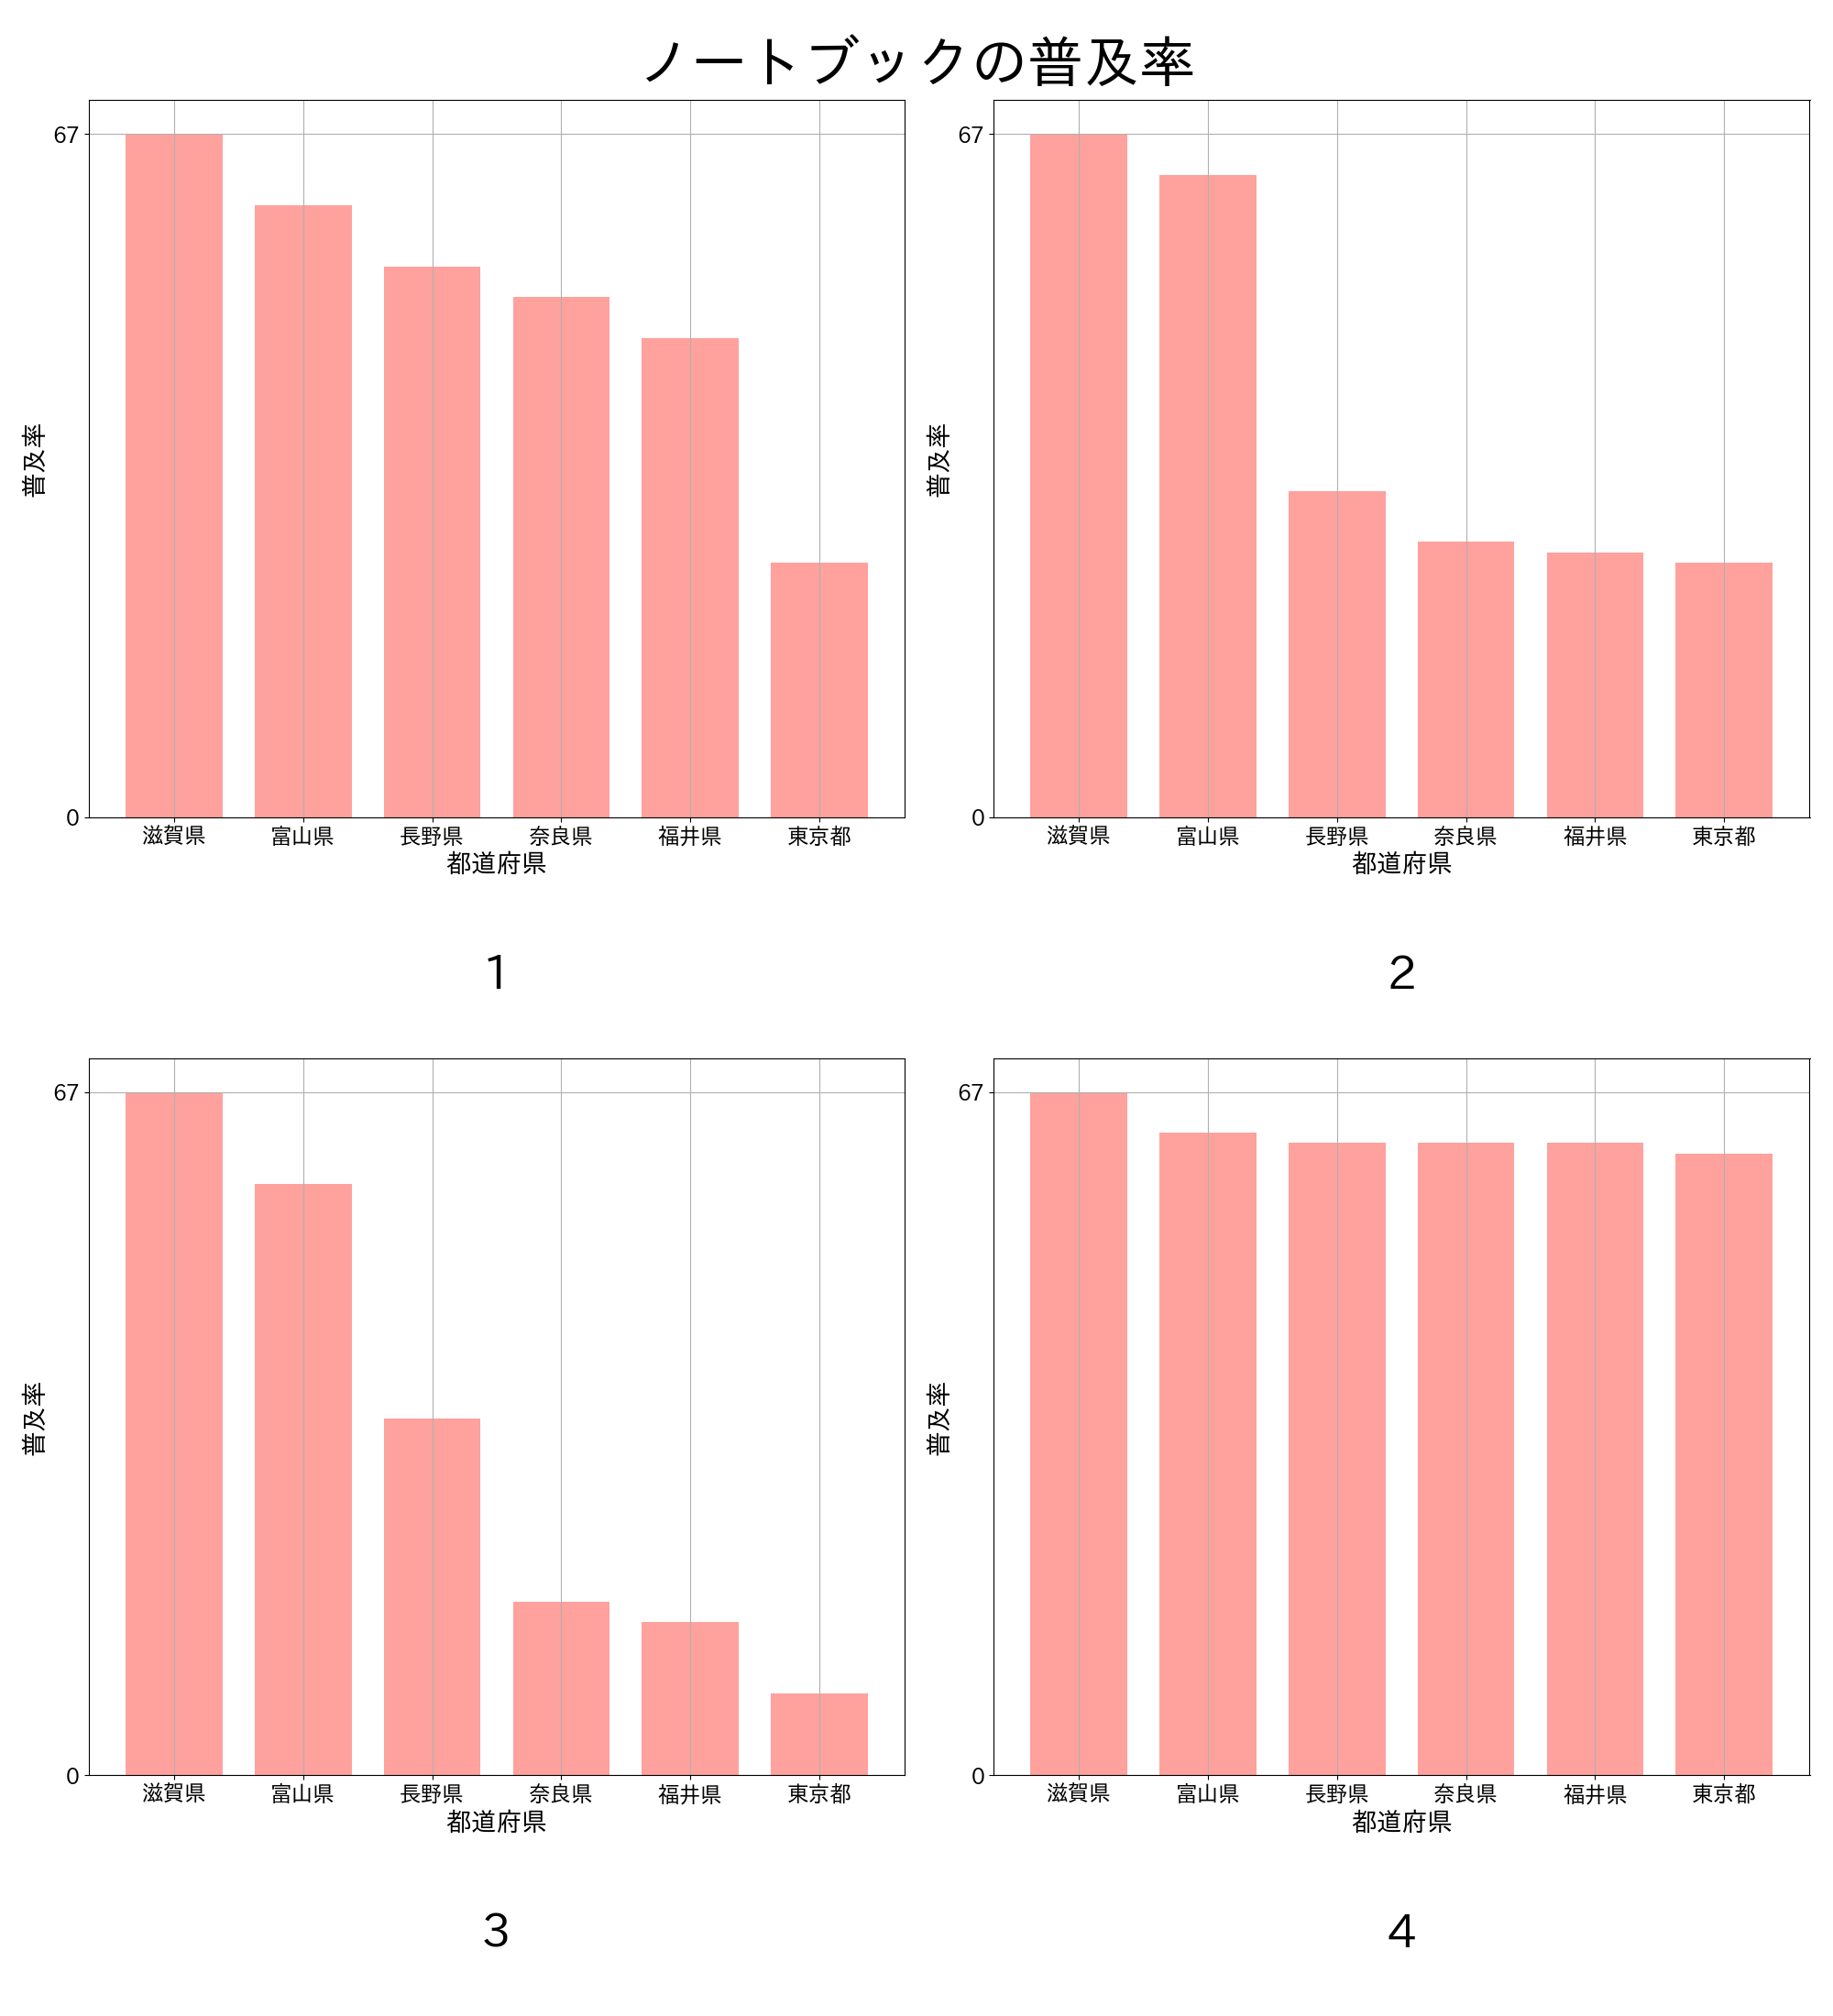 ノートブックの普及率
67
0
普及率
滋賀県 富山県 長野県 奈良県 福井県 東京都
都道府県
1
67
0
普及率
滋賀県 富山県 長野県 奈良県 福井県 東京都
都道府県
2
67
0
普及率
滋賀県 富山県 長野県 奈良県 福井県 東京都
都道府県
3
67
0
普及率
滋賀県 富山県 長野県 奈良県 福井県 東京都
都道府県
4